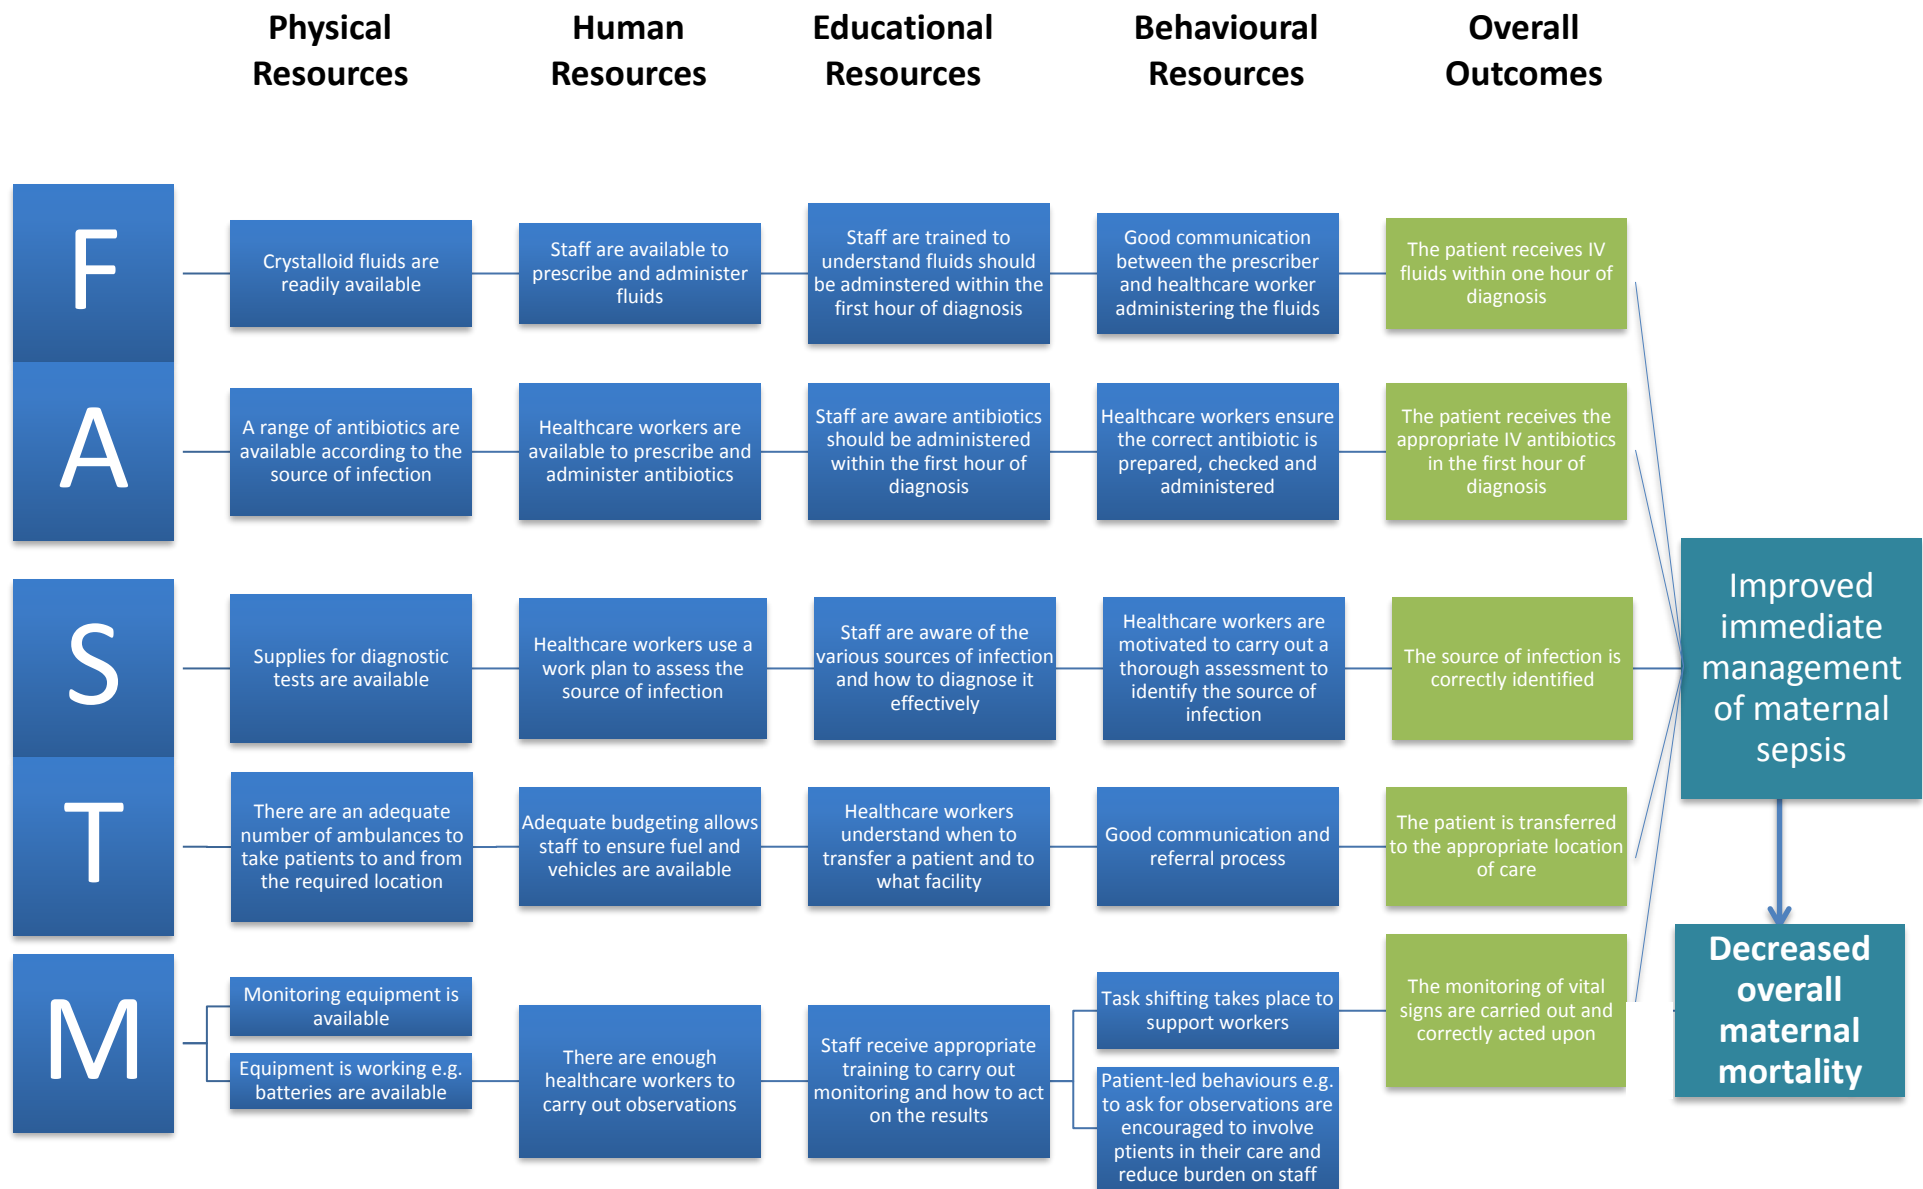 Physical
Resources
Human
Resources
Educational
Resources
Behavioural
Resources
Overall
Outcomes
F
Crystalloid fluids are
readily available
Staff are available to
prescribe and administer
fluids
Staff are trained to
understand fluids should
be adminstered within the
first hour of diagnosis
Good communication
between the prescriber
and healthcare worker
administering the fluids
The patient receives IV
fluids within one hour of
diagnosis
A
A range of antibiotics are
available according to the
source of infection
Healthcare workers are
available to prescribe and
administer antibiotics
Staff are aware antibiotics
should be administered
within the first hour of
diagnosis
Healthcare workers ensure
the correct antibiotic is
prepared, checked and
administered
The patient receives the
appropriate IV antibiotics
in the first hour of
diagnosis
S
Supplies for diagnostic
tests are available
Healthcare workers use a
work plan to assess the
source of infection
Staff are aware of the
various sources of infection
and how to diagnose it
effectively
Healthcare workers are
motivated to carry out a
thorough assessment to
identify the source of
infection
The source of infection is
correctly identified
T
There are an adequate
number of ambulances to
take patients to and from
the required location
Adequate budgeting allows
staff to ensure fuel and
vehicles are available
Healthcare workers
understand when to
transfer a patient and to
what facility
Good communication and
referral process
The patient is transferred
to the appropriate location
of care
M
Monitoring equipment is
available
Equipment is working e.g.
batteries are available
There are enough
healthcare workers to
carry out observations
Staff receive appropriate
training to carry out
monitoring and how to act
on the results
Task shifting takes place to
support workers
Patient-led behaviours e.g.
to ask for observations are
encouraged to involve
ptients in their care and
reduce burden on staff
The monitoring of vital
signs are carried out and
correctly acted upon
Improved
immediate
management
of maternal
sepsis
Decreased
overall
maternal
mortality